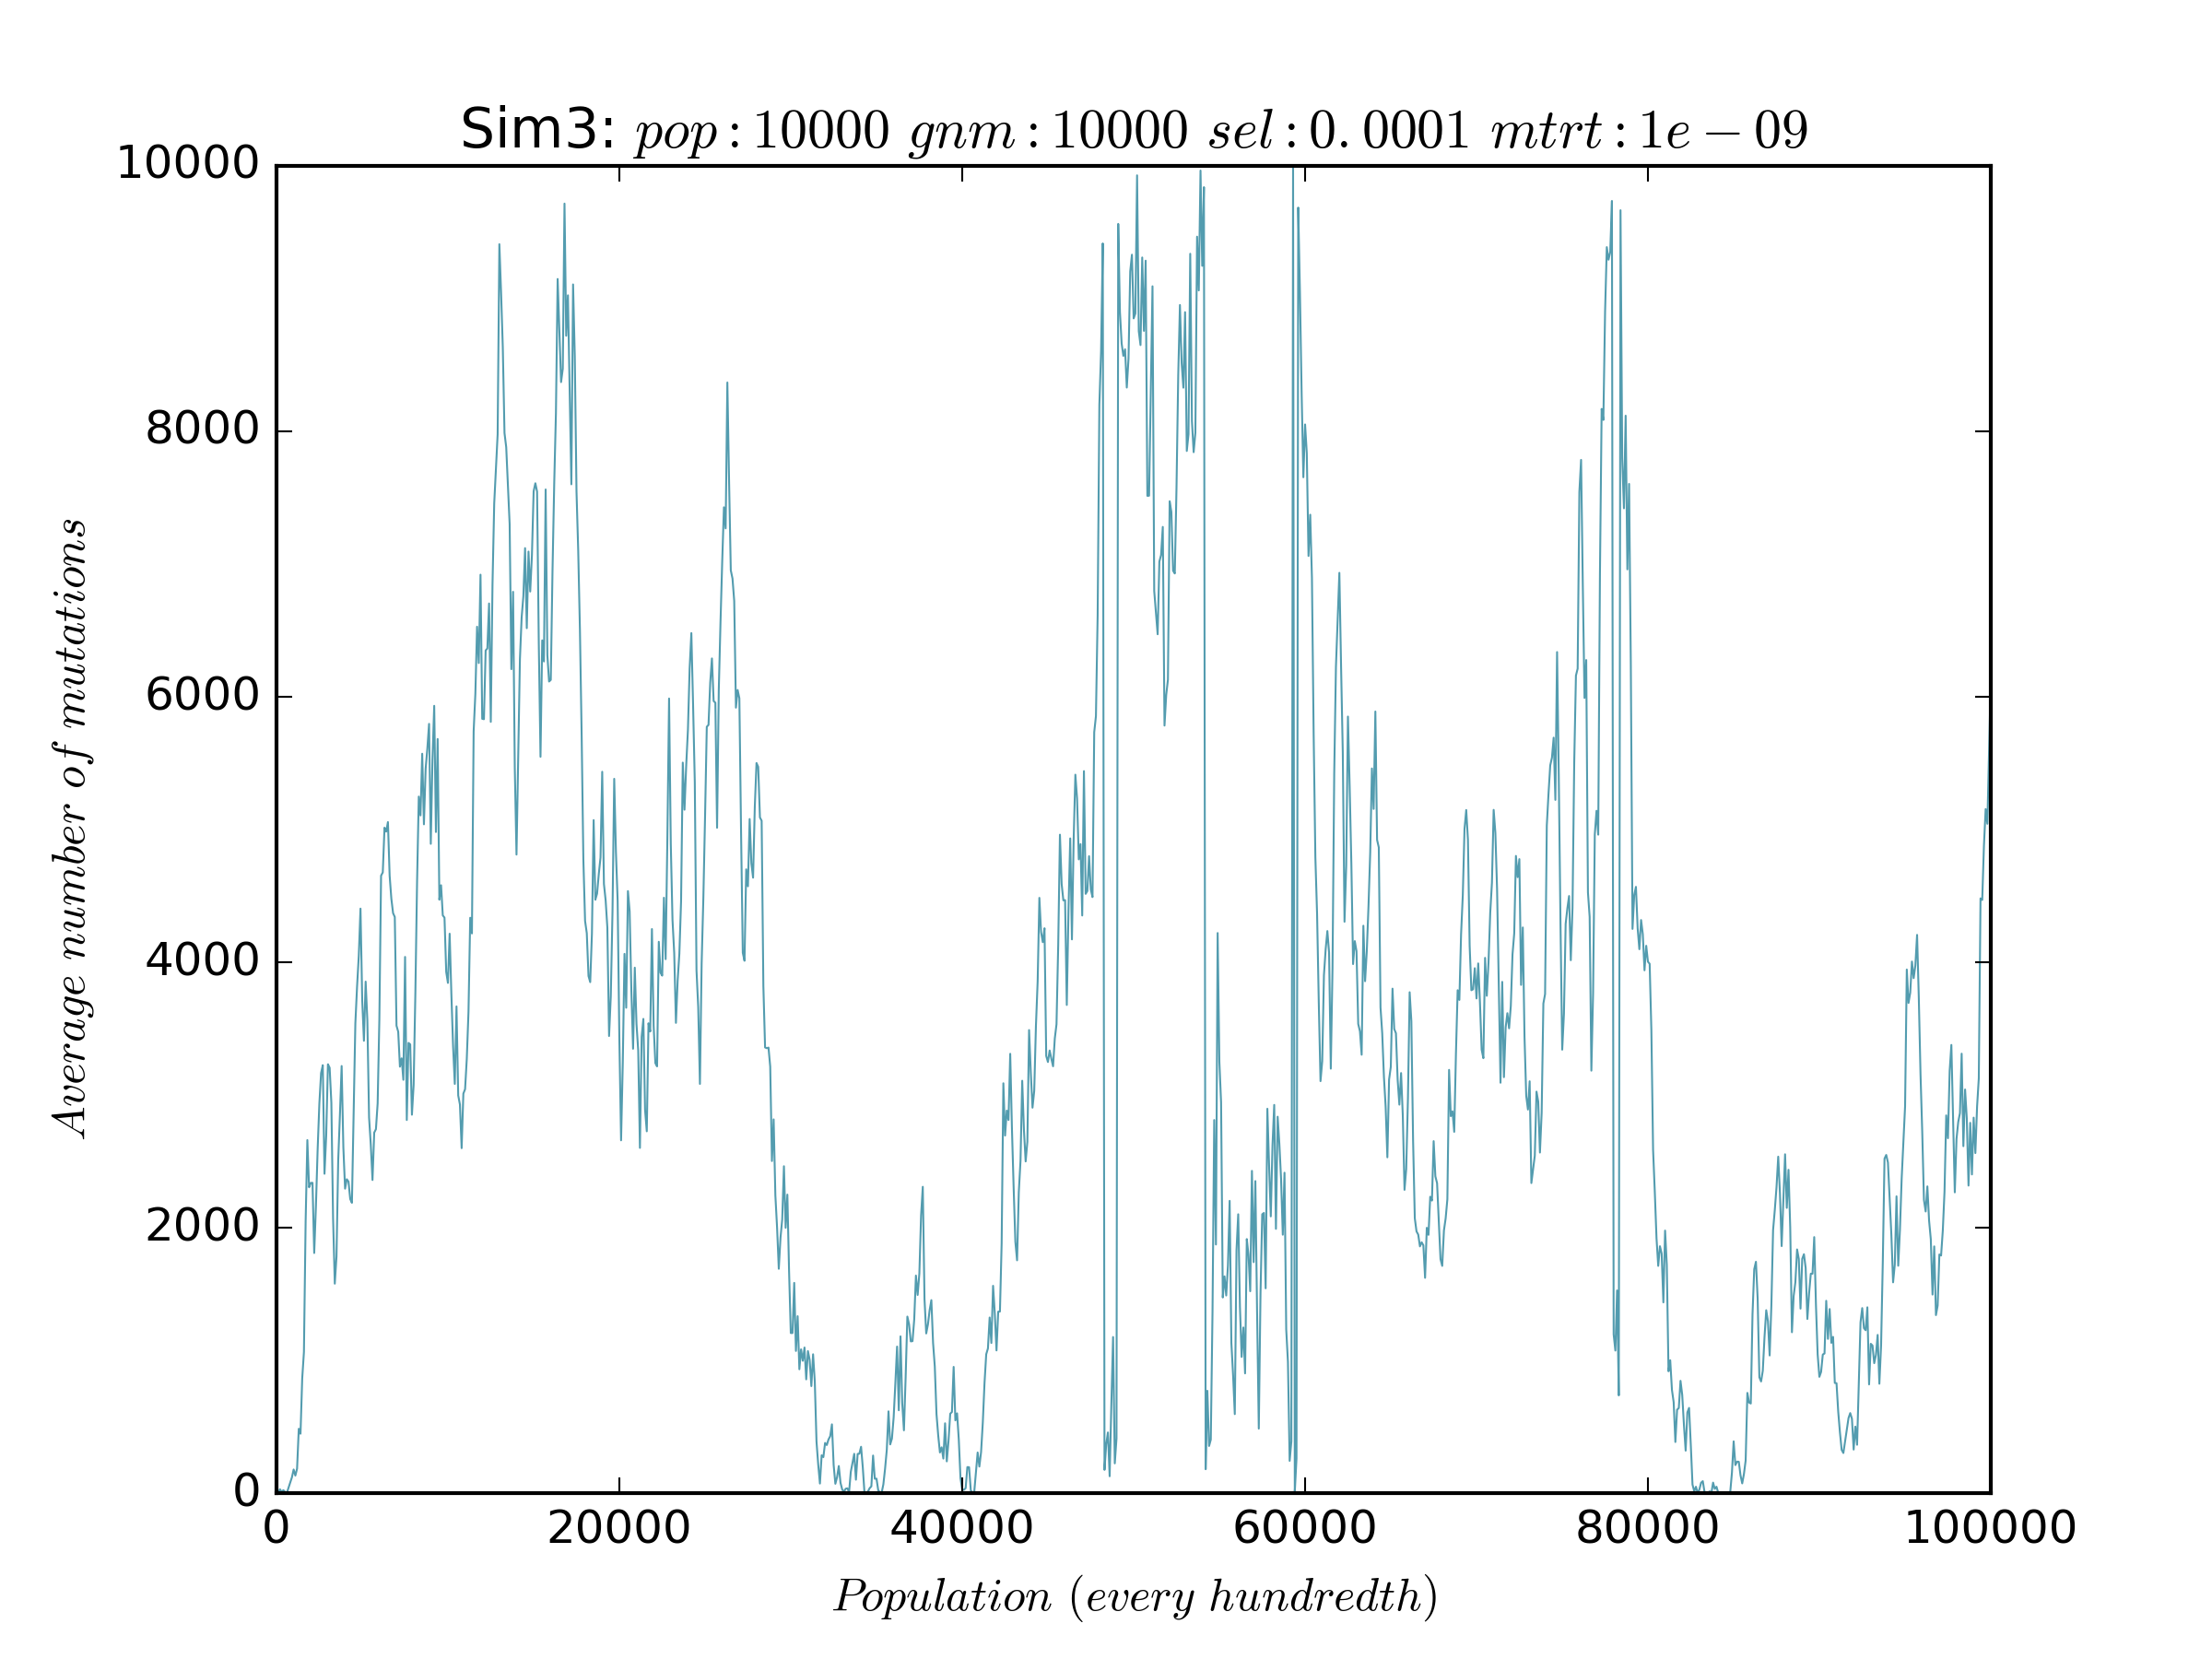 Sim3: pop : 10000 gnm : 10000 sel : 0.0001 mtrt : 1e − 09
10000
8000
6000
4000
2000
0
Average number of mutations
0 20000 40000 60000 80000 100000
Population (every hundredth)